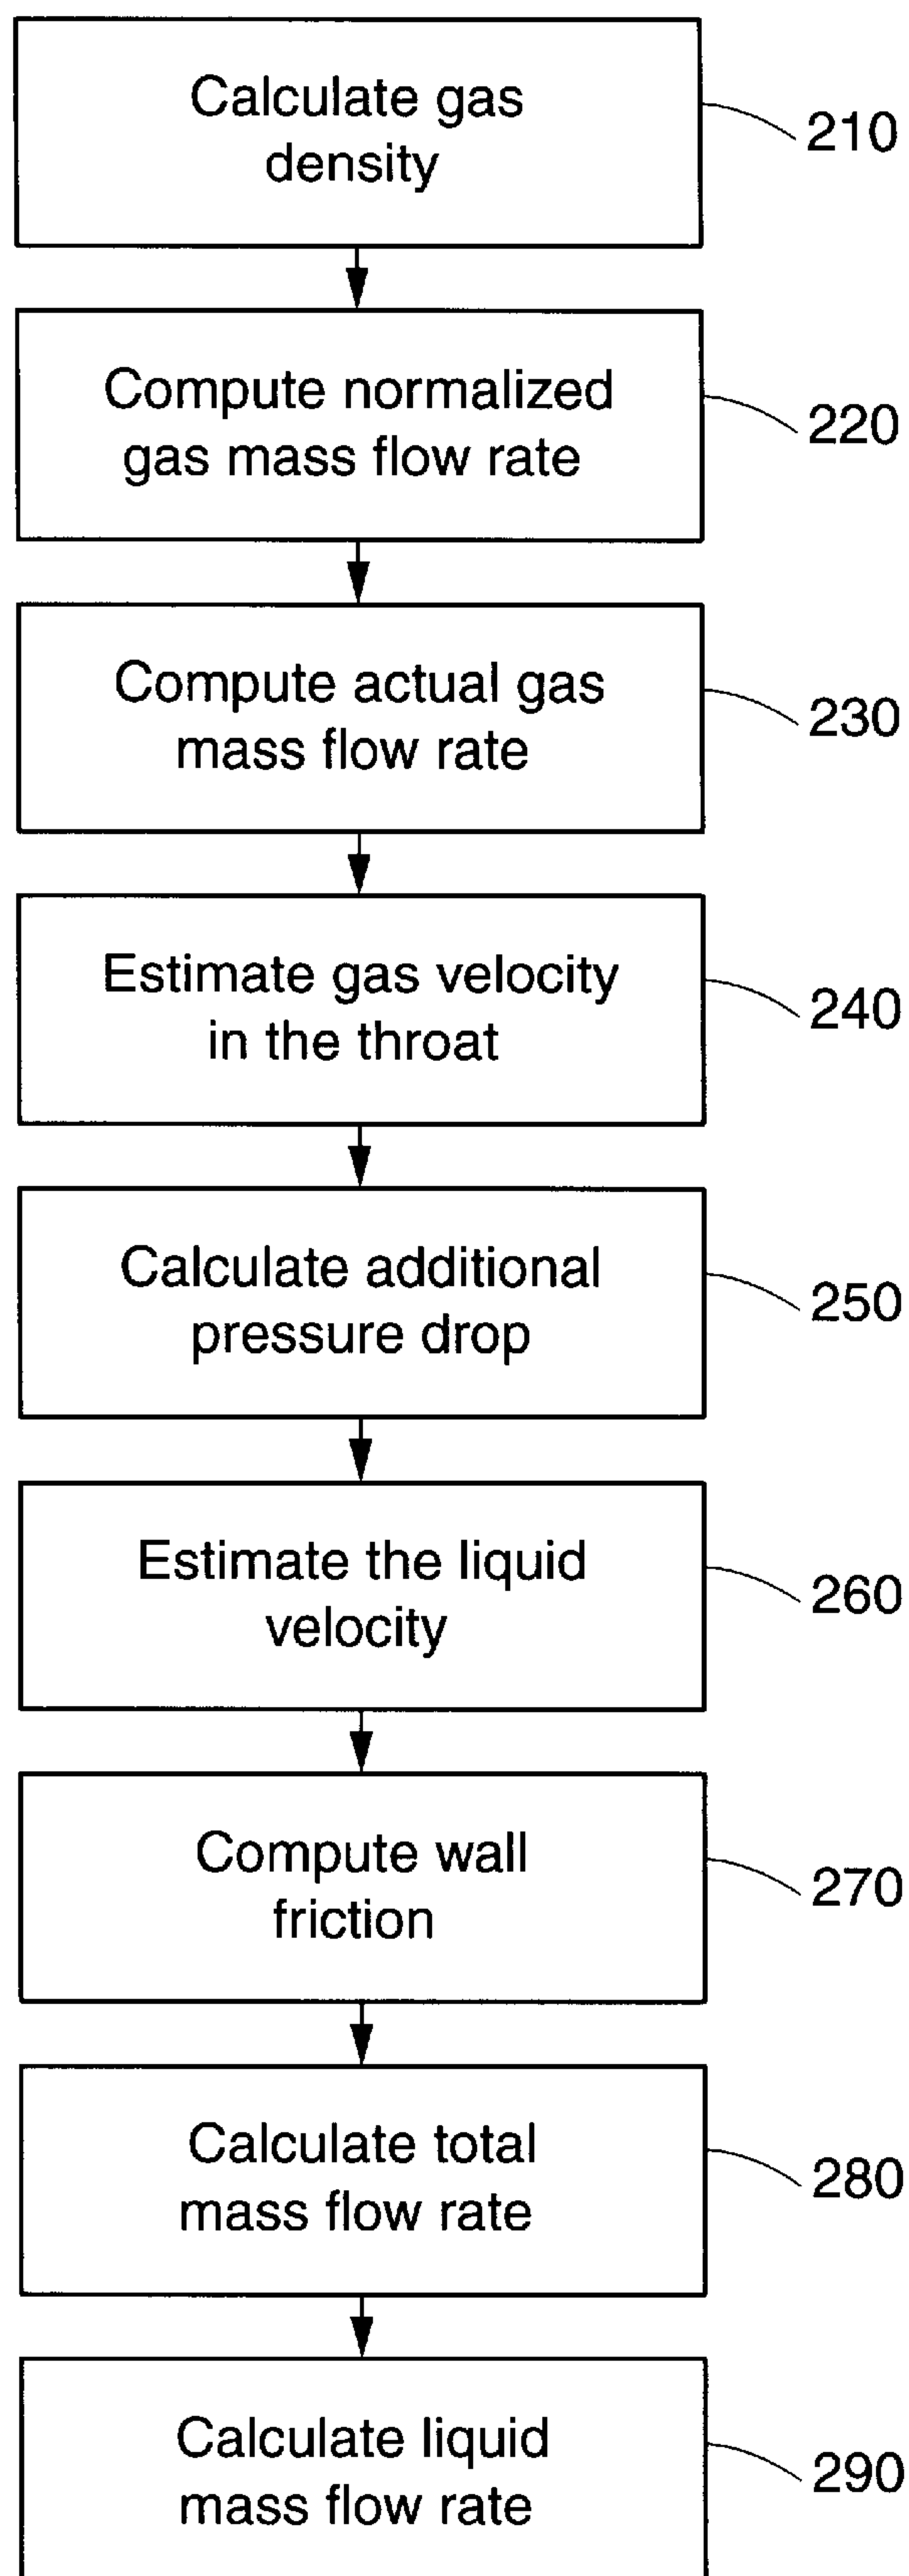 Calculate gas
density
210
Compute normalized
gas mass flow rate
220
Compute actual gas
mass flow rate
230
Estimate gas velocity
in the throat
240
Calculate additional
pressure drop
250
Estimate the liquid
velocity
260
Compute wall
friction
270
Calculate total
mass flow rate
280
Calculate liquid
mass flow rate
290